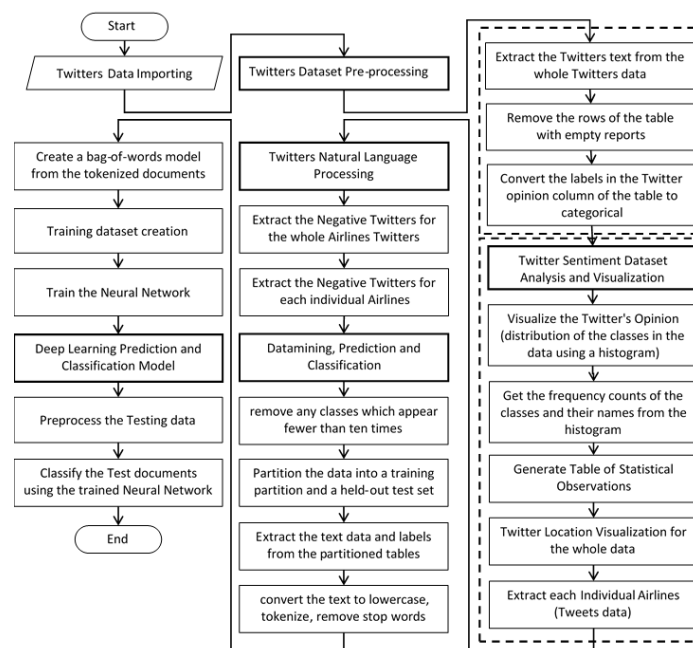 Start
Twitters Data Importing
Twitters Dataset Pre-processing
Extract the Twitters text from the
whole Twitters data
Remove the rows of the table
with empty reports
Convert the labels in the Twitter
opinion column of the table to
categorical
Twitter Sentiment Dataset
Analysis and Visualization
Visualize the Twitter's Opinion
(distribution of the classes in the
data using a histogram)
Get the frequency counts of the
classes and their names from the
histogram
Generate Table of Statistical
Observations
Twitter Location Visualization for
the whole data
Extract each Individual Airlines
(Tweets data)
Twitters Natural Language
Processing
Extract the Negative Twitters for
the whole Airlines Twitters
Extract the Negative Twitters for
each individual Airlines
Datamining, Prediction and
Classification
remove any classes which appear
fewer than ten times
Partition the data into a training
partition and a held-out test set
Extract the text data and labels
from the partitioned tables
convert the text to lowercase,
tokenize, remove stop words
Create a bag-of-words model
from the tokenized documents
Training dataset creation
Train the Neural Network
Deep Learning Prediction and
Classification Model
Preprocess the Testing data
Classify the Test documents
using the trained Neural Network
End